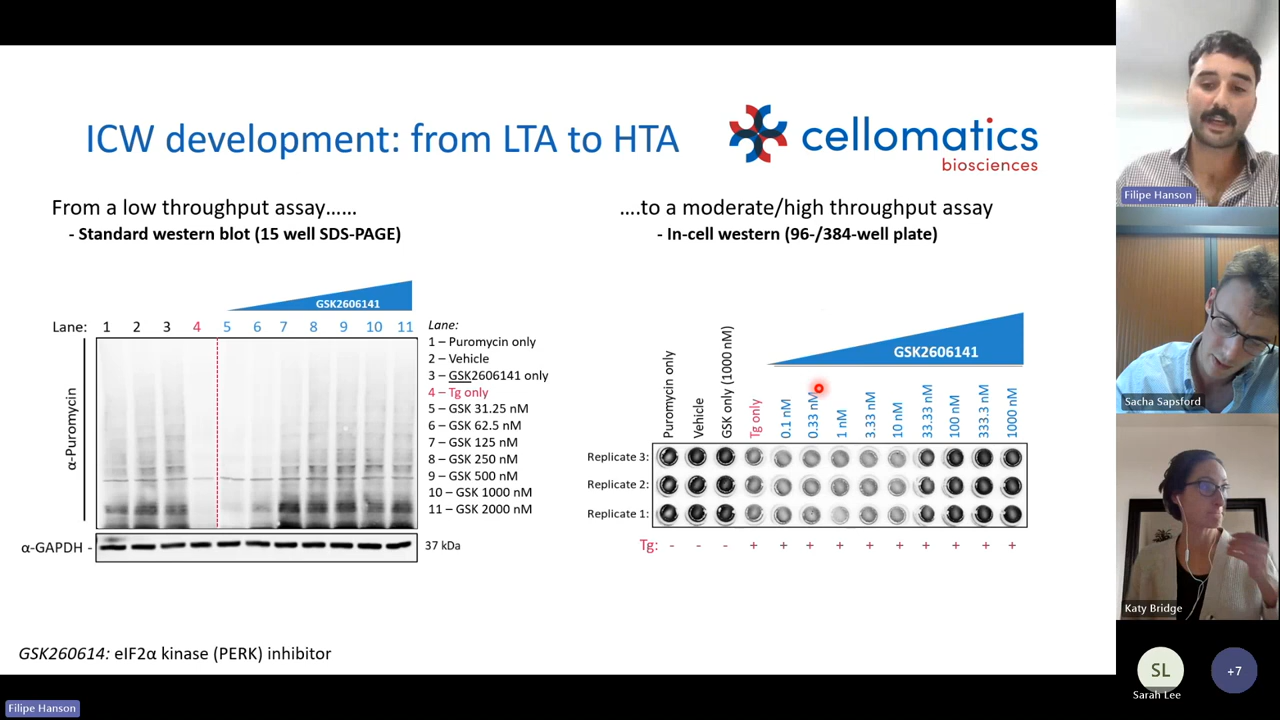 ICW development: from LTA to HTA
cellomatics
biosciences
From a low throughput assay……
- Standard western blot (15 well SDS-PAGE)
GSK2606141
Lane: 1 2 3 4 5 6 7 8 9 10 11
α-Puromycin
α-GAPDH -
37 kDa
Lane:
1 – Puromycin only
2 – Vehicle
3 – GSK2606141 only
4 – Tg only
5 – GSK 31.25 nM
6 – GSK 62.5 nM
7 – GSK 125 nM
8 – GSK 250 nM
9 – GSK 500 nM
10 – GSK 1000 nM
11 – GSK 2000 nM
….to a moderate/high throughput assay
- In-cell western (96-/384-well plate)
GSK2606141
Puromycin only
Vehicle
GSK only (1000 nM)
Tg only
0.1 nM
0.33 nM
1 nM
3.33 nM
10 nM
33.33 nM
100 nM
333.3 nM
1000 nM
Replicate 3:
Replicate 2:
Replicate 1:
Tg: - - - + + + + + + + + + +
GSK260614: eIF2α kinase (PERK) inhibitor
Filipe Hanson
Filipe Hanson
Sacha Sapsford
Katy Bridge
SL
Sarah Lee
+7